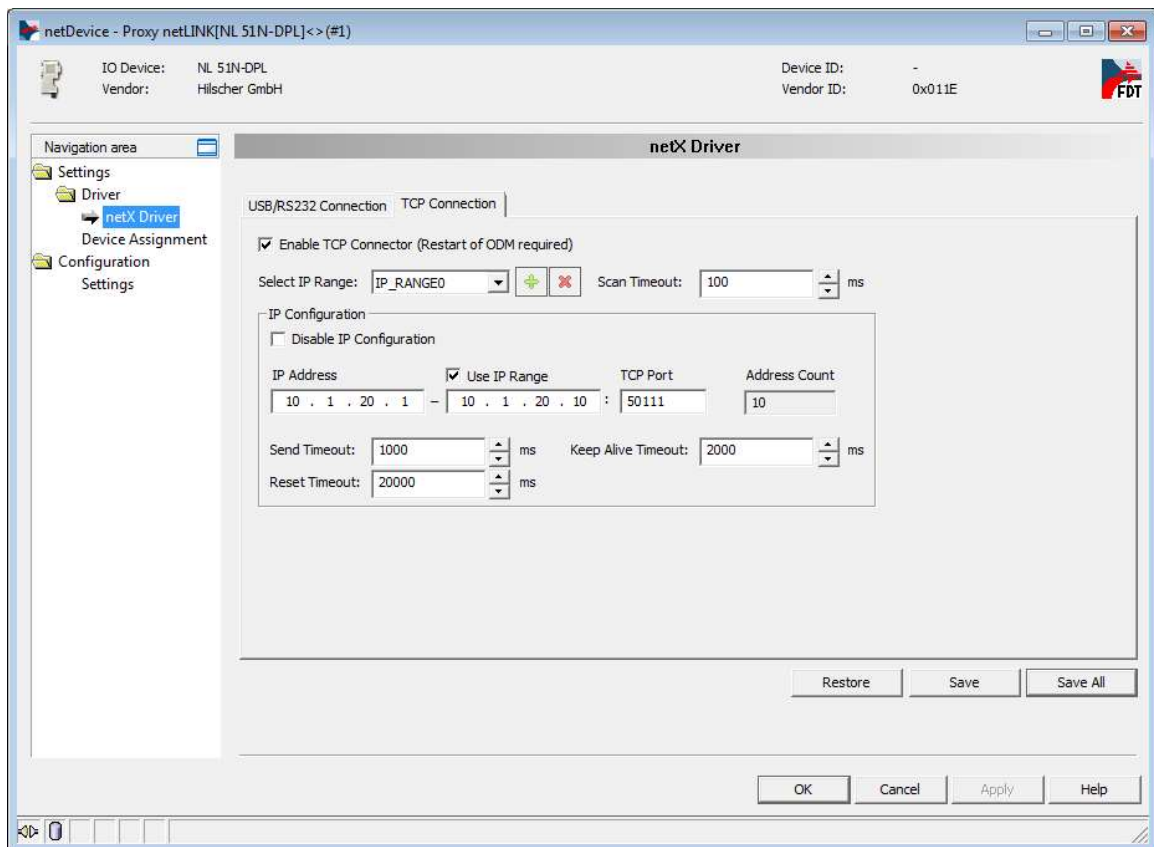 netDevice - Proxy netLINK[NL 51N-DPL]<>(#1)
IO Device: NL 51N-DPL Device ID: -
Vendor: Hilscher GmbH Vendor ID: 0x011E
FDT
Navigation area
netX Driver
Settings
Driver
netX Driver
Device Assignment
Configuration
Settings
USB/RS232 Connection TCP Connection
Enable TCP Connector (Restart of ODM required)
Select IP Range: IP_RANGE0 Scan Timeout: 100 ms
IP Configuration
Disable IP Configuration
IP Address Use IP Range TCP Port Address Count
10 . 1 . 20 . 1 – 10 . 1 . 20 . 10 : 50111 10
Send Timeout: 1000 ms Keep Alive Timeout: 2000 ms
Reset Timeout: 20000 ms
Restore Save Save All
OK Cancel Apply Help